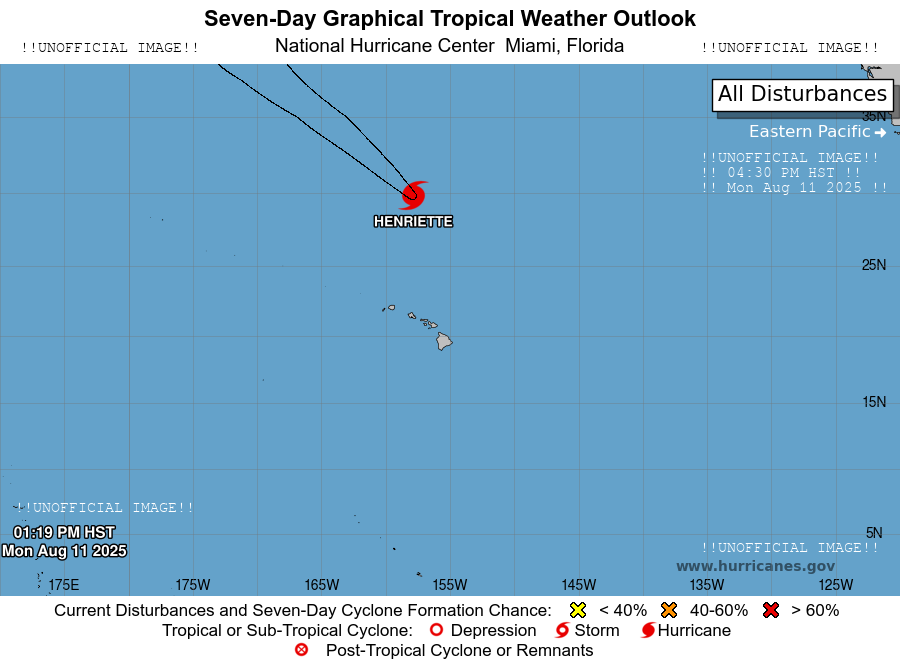 Seven-Day Graphical Tropical Weather Outlook
National Hurricane Center Miami, Florida
!!UNOFFICIAL IMAGE!!
!!UNOFFICIAL IMAGE!!
All Disturbances
35N
Eastern Pacific
!!UNOFFICIAL IMAGE!!
!! 04:30 PM HST !!
!! Mon Aug 11 2025 !!
HENRIETTE
25N
15N
!!UNOFFICIAL IMAGE!!
01:19 PM HST
Mon Aug 11 2025
5N
!!UNOFFICIAL IMAGE!!
www.hurricanes.gov
175E 175W 165W 155W 145W 135W 125W
Current Disturbances and Seven-Day Cyclone Formation Chance: < 40% 40-60% > 60%
Tropical or Sub-Tropical Cyclone: Depression Storm Hurricane
Post-Tropical Cyclone or Remnants